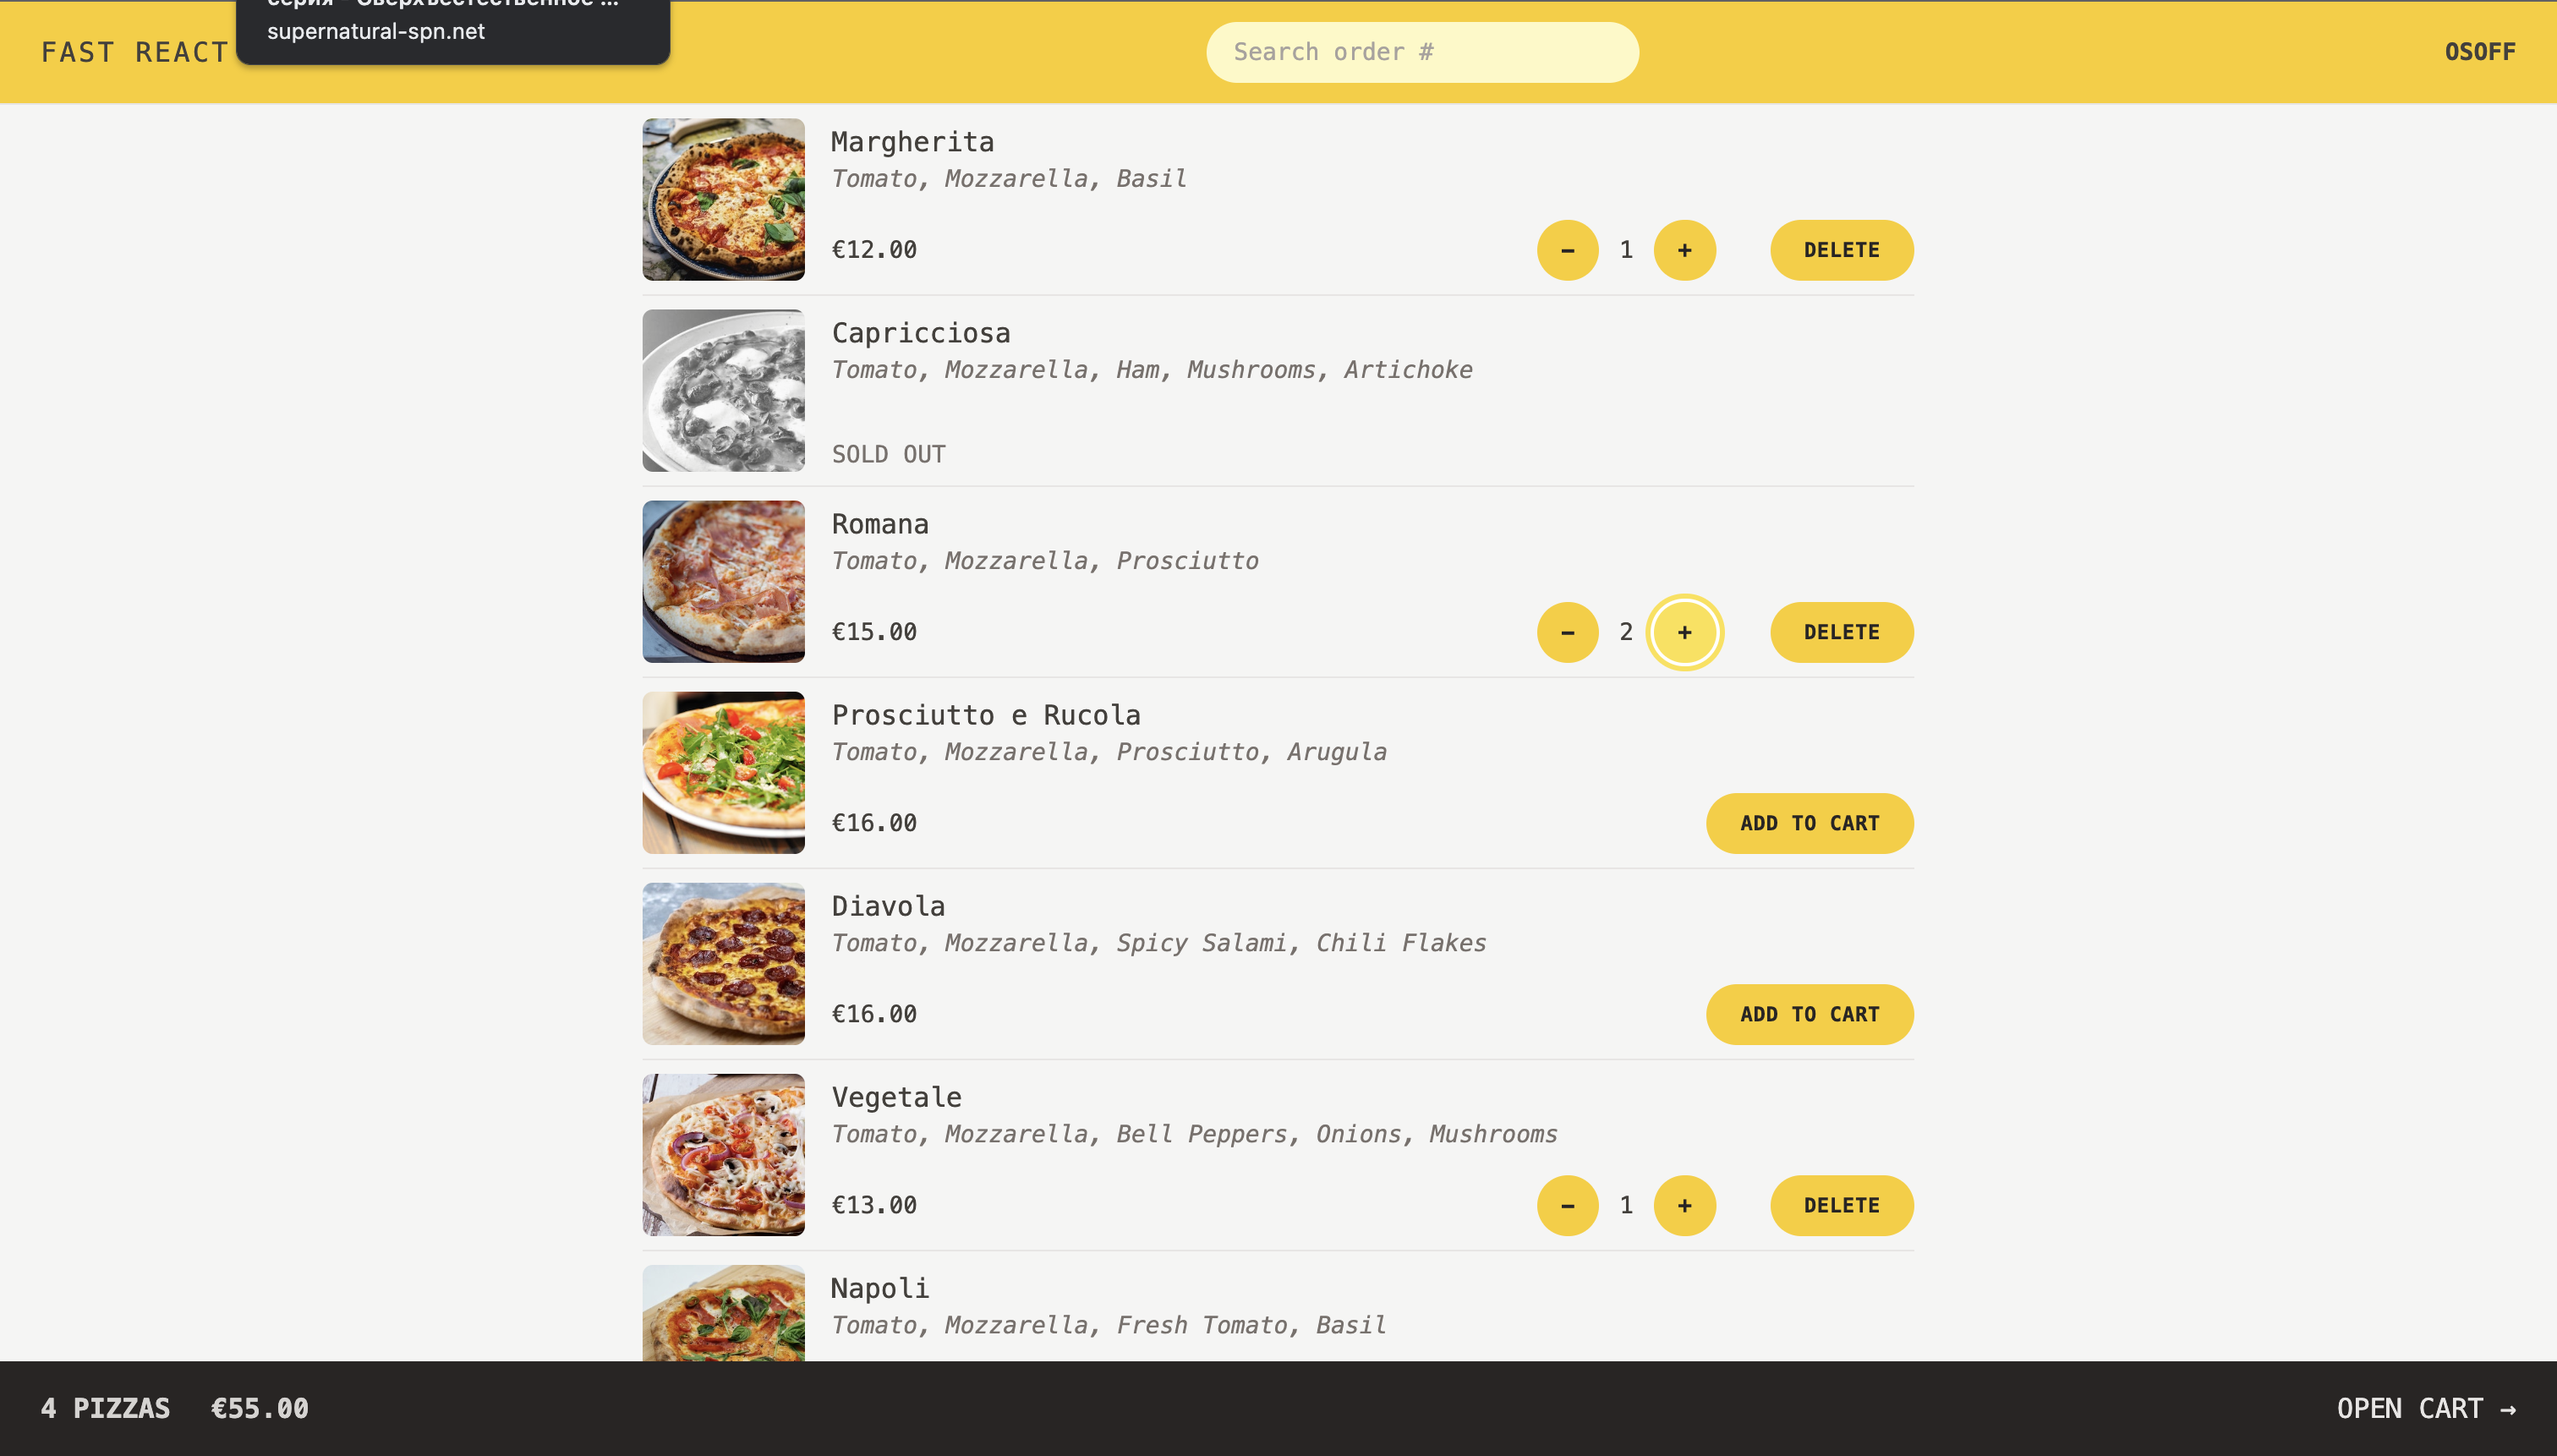 серия - Сверхъестественное ...
supernatural-spn.net
FAST REACT
Search order #
OSOFF
Margherita
Tomato, Mozzarella, Basil
€12.00
- 1 + DELETE
Capricciosa
Tomato, Mozzarella, Ham, Mushrooms, Artichoke
SOLD OUT
Romana
Tomato, Mozzarella, Prosciutto
€15.00
- 2 + DELETE
Prosciutto e Rucola
Tomato, Mozzarella, Prosciutto, Arugula
€16.00
ADD TO CART
Diavola
Tomato, Mozzarella, Spicy Salami, Chili Flakes
€16.00
ADD TO CART
Vegetale
Tomato, Mozzarella, Bell Peppers, Onions, Mushrooms
€13.00
- 1 + DELETE
Napoli
Tomato, Mozzarella, Fresh Tomato, Basil
4 PIZZAS €55.00
OPEN CART →